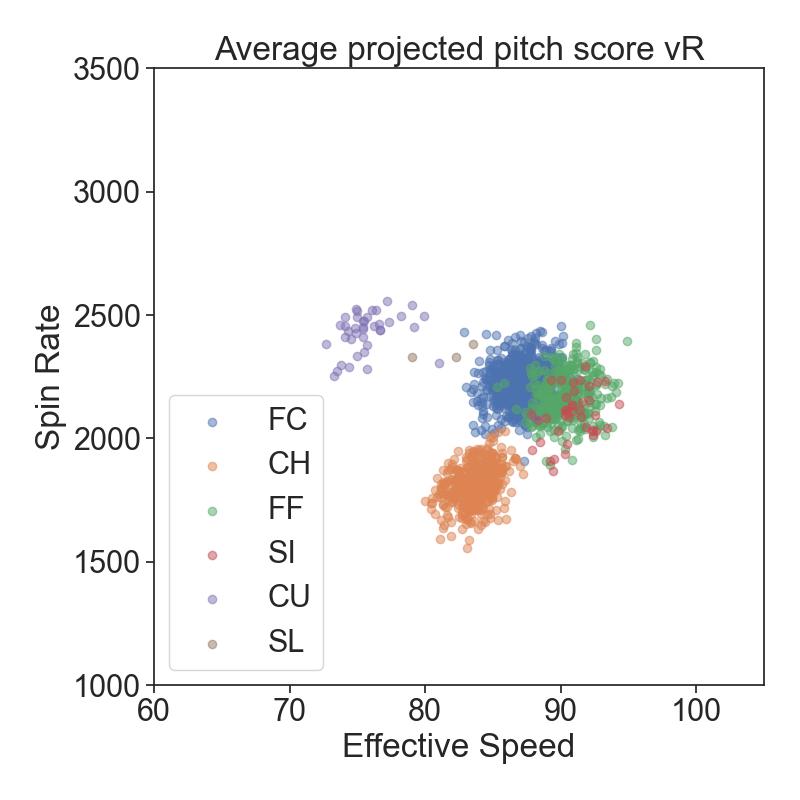 Average projected pitch score vR
3500
3000
2500
2000
1500
1000
Spin Rate
FC
CH
FF
SI
CU
SL
60 70 80 90 100
Effective Speed